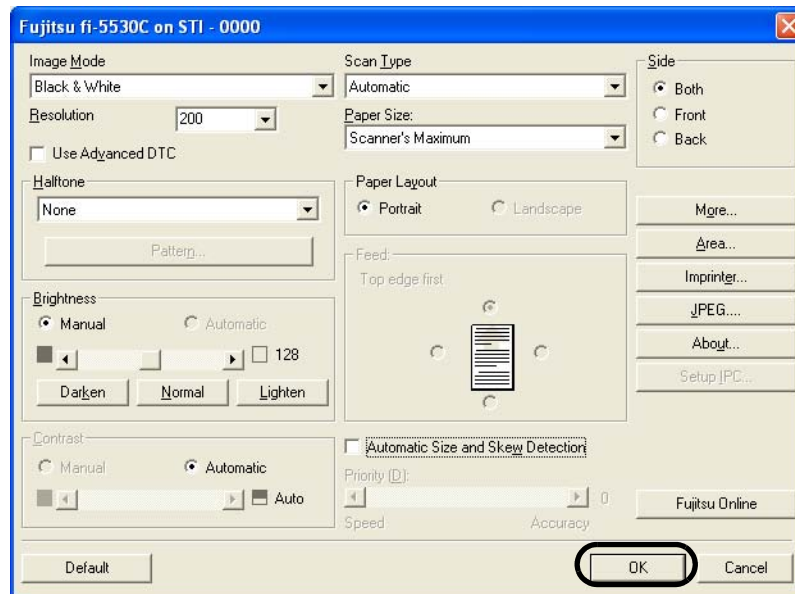 Fujitsu fi-5530C on STI - 0000
Image Mode
Black & White
Resolution
200
Use Advanced DTC
Halftone
None
Pattern...
Brightness
Manual
Automatic
128
Darken
Normal
Lighten
Contrast
Manual
Automatic
Auto
Scan Type
Automatic
Paper Size:
Scanner's Maximum
Paper Layout
Portrait
Landscape
Feed:
Top edge first
Automatic Size and Skew Detection
Priority (D):
0
Speed
Accuracy
Side
Both
Front
Back
More...
Area...
Imprinter...
JPEG....
About...
Setup IPC...
Fujitsu Online
Default
OK
Cancel